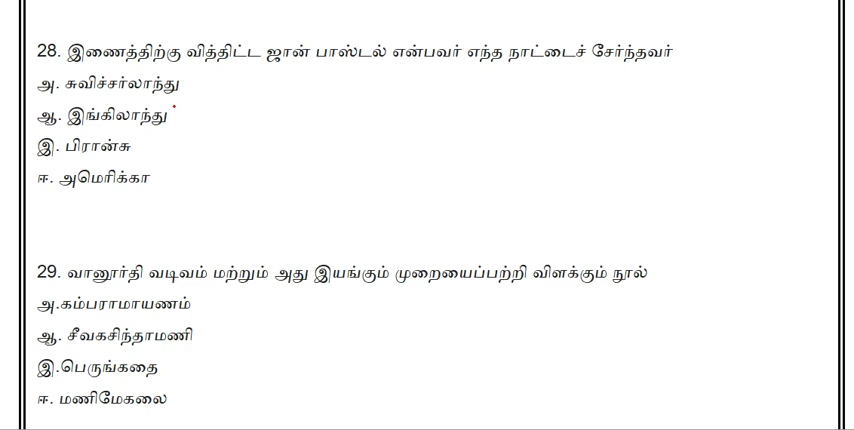 28. இணைத்திற்கு வித்திட்ட ஜான் பாஸ்டல் என்பவர் எந்த நாட்டைச் சேர்ந்தவர்
அ. சுவிச்சர்லாந்து
ஆ. இங்கிலாந்து
இ. பிரான்சு
ஈ. அமெரிக்கா
29. வானூர்தி வடிவம் மற்றும் அது இயங்கும் முறையைப்பற்றி விளக்கும் நூல்
அ.கம்பராமாயணம்
ஆ. சீவகசிந்தாமணி
இ.பெருங்கதை
ஈ. மணிமேகலை